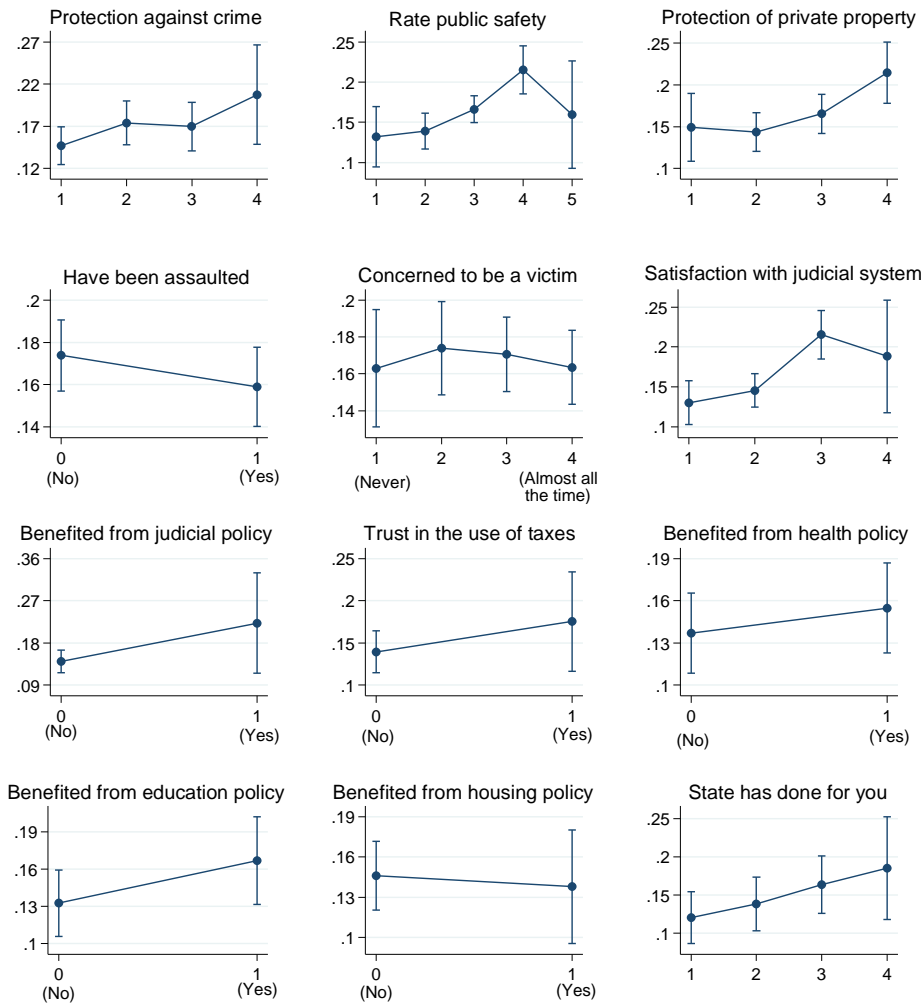 Protection against crime
.27
.22
.17
.12
1 2 3 4
Rate public safety
.25
.2
.15
.1
1 2 3 4 5
Protection of private property
.25
.2
.15
.1
1 2 3 4
Have been assaulted
.2
.18
.16
.14
0 1
(No) (Yes)
Concerned to be a victim
.2
.18
.16
.14
1 2 3 4
(Never) (Almost all
the time)
Satisfaction with judicial system
.25
.2
.15
.1
1 2 3 4
Benefited from judicial policy
.36
.27
.18
.09
0 1
(No) (Yes)
Trust in the use of taxes
.25
.2
.15
.1
0 1
(No) (Yes)
Benefited from health policy
.19
.16
.13
.1
0 1
(No) (Yes)
Benefited from education policy
.19
.16
.13
.1
0 1
(No) (Yes)
Benefited from housing policy
.19
.16
.13
.1
0 1
(No) (Yes)
State has done for you
.25
.2
.15
.1
1 2 3 4